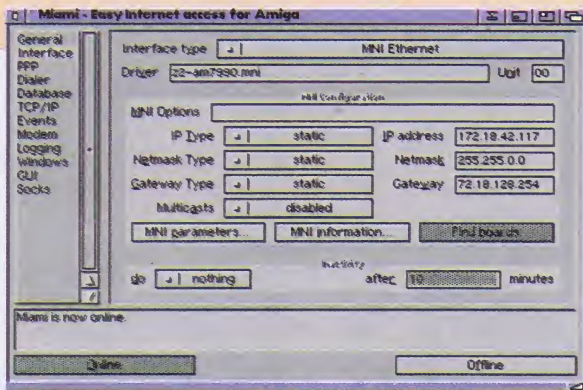 Miami - Easy Internet access for Amiga
General
Interface
PPP
Dialer
Database
TCP/IP
Events
Modem
Logging
Windows
GUI
Socks
Interface type MNI Ethernet
Driver z2-am7990.mni Unit 00
MNI Configuration
MNI Options
IP Type static IP address 172.18.42.117
Netmask Type static Netmask 255.255.0.0
Gateway Type static Gateway 72.18.128.254
Multicasts disabled
MNI parameters... MNI information... Find boards
Inactivity
do nothing after 10 minutes
Miami is now online.
Online Offline